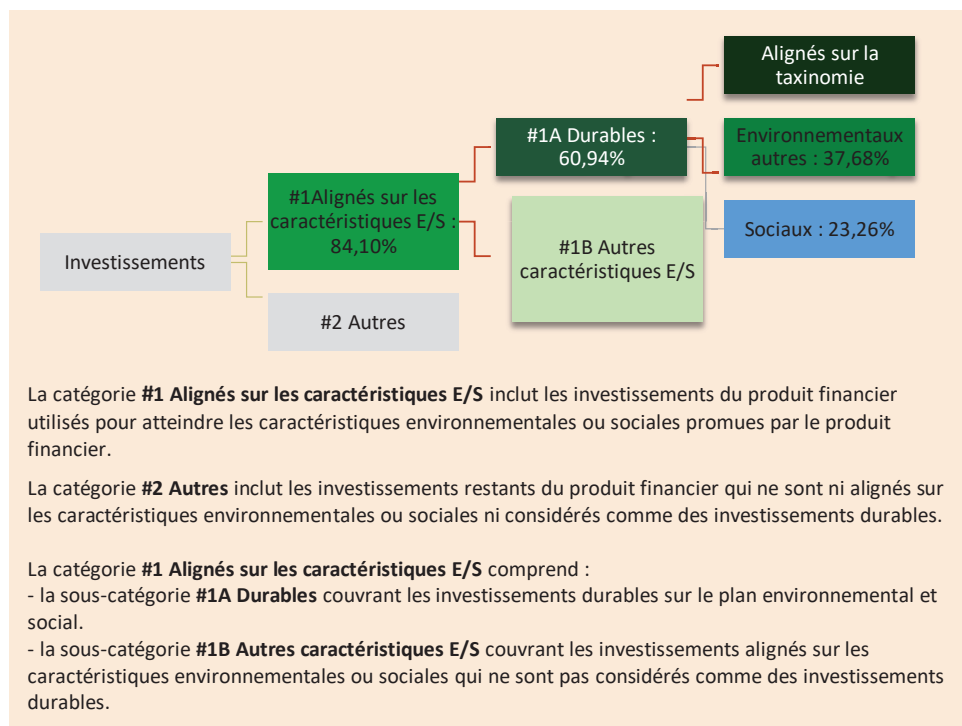 Alignés sur la
taxinomie
#1A Durables :
60,94%
Environnementaux
autres : 37,68%
#1Alignés sur les
caractéristiques E/S :
84,10%
Sociaux : 23,26%
#1B Autres
caractéristiques E/S
Investissements
#2 Autres
La catégorie #1 Alignés sur les caractéristiques E/S inclut les investissements du produit financier
utilisés pour atteindre les caractéristiques environnementales ou sociales promues par le produit
financier.
La catégorie #2 Autres inclut les investissements restants du produit financier qui ne sont ni alignés sur
les caractéristiques environnementales ou sociales ni considérés comme des investissements durables.
La catégorie #1 Alignés sur les caractéristiques E/S comprend :
- la sous-catégorie #1A Durables couvrant les investissements durables sur le plan environnemental et
social.
- la sous-catégorie #1B Autres caractéristiques E/S couvrant les investissements alignés sur les
caractéristiques environnementales ou sociales qui ne sont pas considérés comme des investissements
durables.